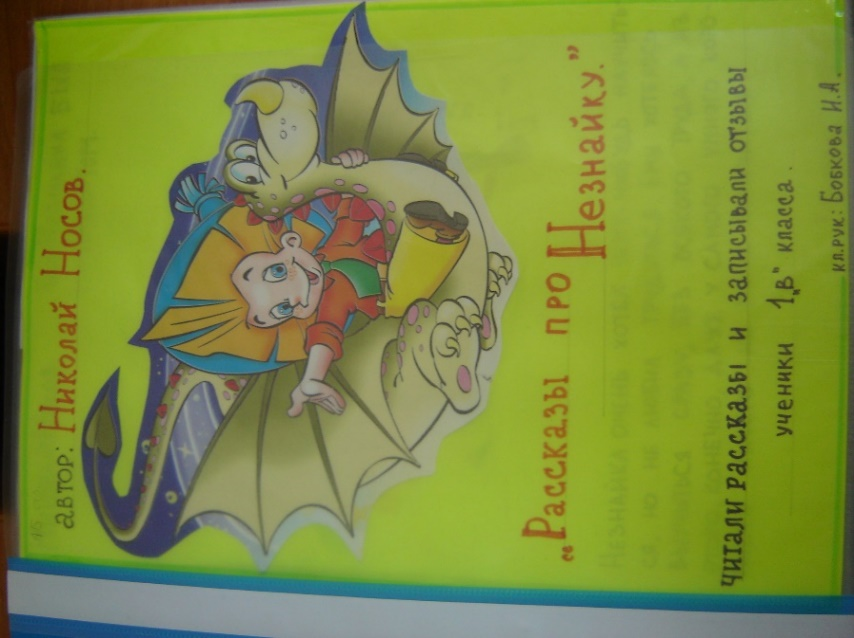 автор: Николай Носов.
„Рассказы про Незнайку."
Читали рассказы и записывали отзывы
ученики 1„В" класса.
кл.рук: Бобкова И.А.